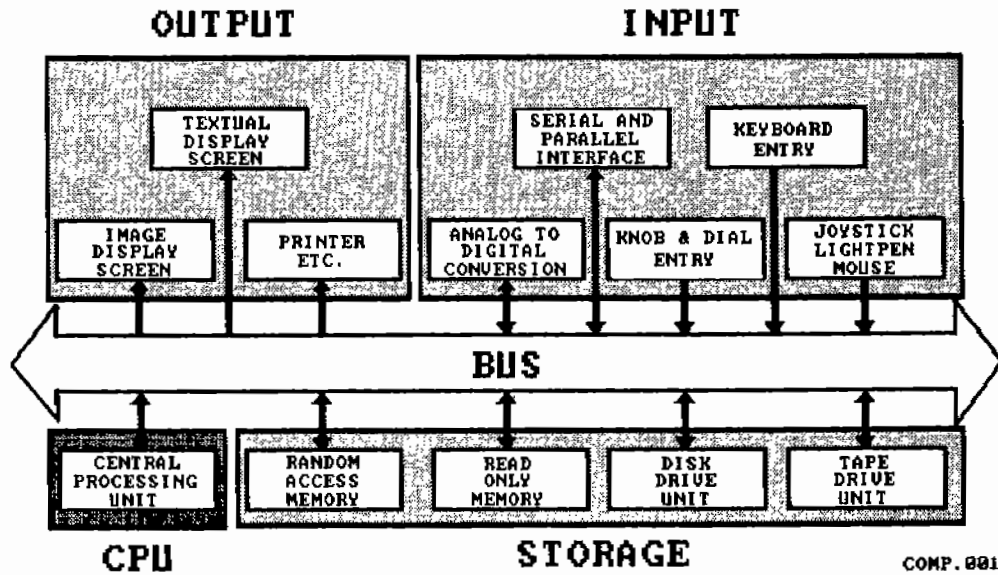 OUTPUT
INPUT
TEXTUAL
DISPLAY
SCREEN
SERIAL AND
PARALLEL
INTERFACE
KEYBOARD
ENTRY
IMAGE
DISPLAY
SCREEN
PRINTER
ETC.
ANALOG TO
DIGITAL
CONVERSION
KNOB & DIAL
ENTRY
JOYSTICK
LIGHTPEN
MOUSE
BUS
CENTRAL
PROCESSING
UNIT
RANDOM
ACCESS
MEMORY
READ
ONLY
MEMORY
DISK
DRIVE
UNIT
TAPE
DRIVE
UNIT
CPU
STORAGE
COMP.001